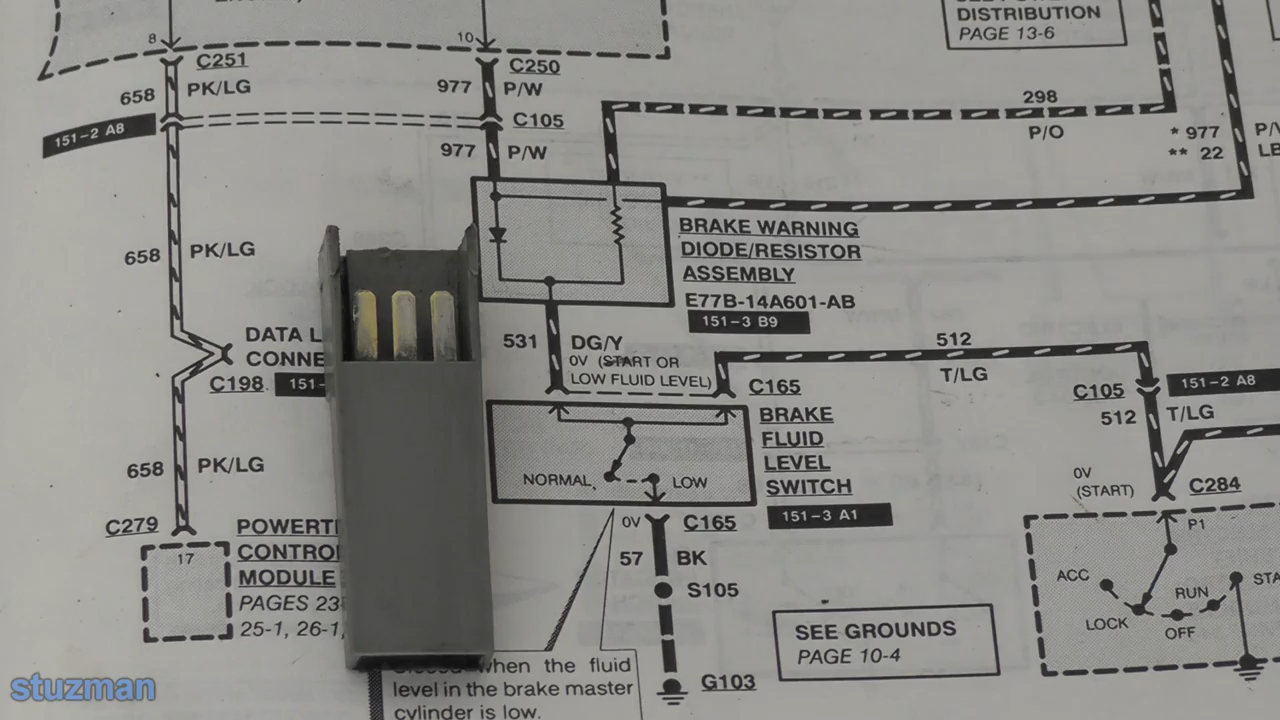 DISTRIBUTION
PAGE 13-6
8
10
C251
C250
658
PK/LG
977
P/W
298
151-2 A8
C105
P/O
* 977
** 22
977
P/W
BRAKE WARNING
DIODE/RESISTOR
ASSEMBLY
E77B-14A601-AB
151-3 B9
658
PK/LG
531
DG/Y
0V (START OR
LOW FLUID LEVEL)
512
T/LG
DATA L
CONNE
C198
151-
C165
C105
151-2 A8
512
T/LG
BRAKE
FLUID
LEVEL
SWITCH
151-3 A1
NORMAL
LOW
658
PK/LG
0V
(START)
C284
C279
POWERT
CONTRO
MODULE
PAGES 23
25-1, 26-1,
17
0V
C165
57
BK
S105
P1
ACC
LOCK
RUN
OFF
STA
SEE GROUNDS
PAGE 10-4
G103
when the fluid
level in the brake master
cylinder is low.
stuzman